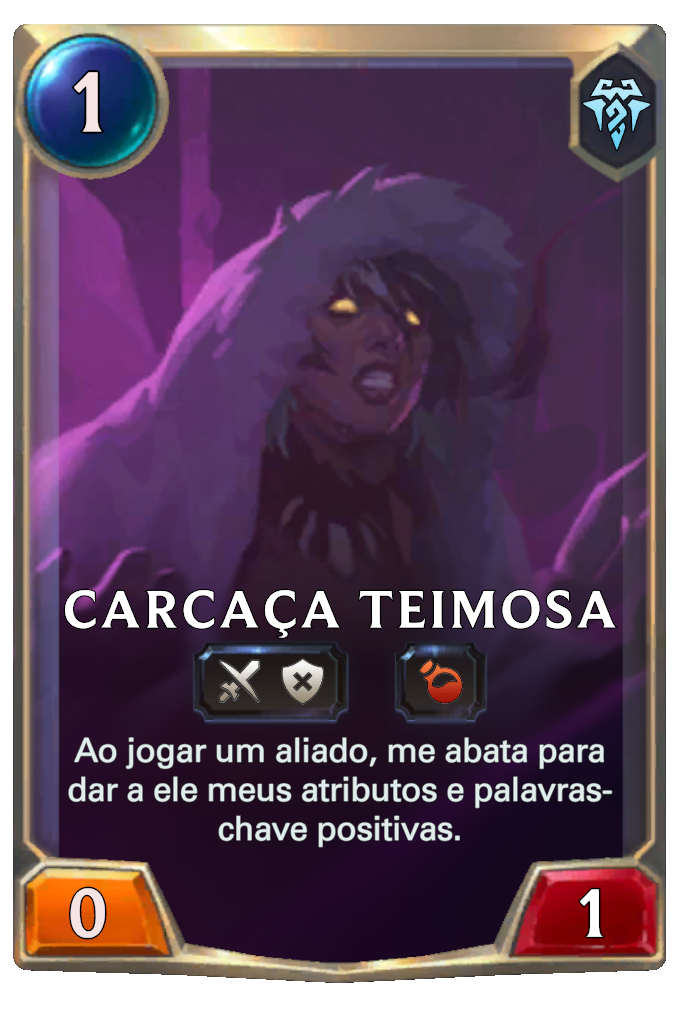 1
CARCAÇA TEIMOSA
Ao jogar um aliado, me abata para
dar a ele meus atributos e palavras-
chave positivas.
0
1